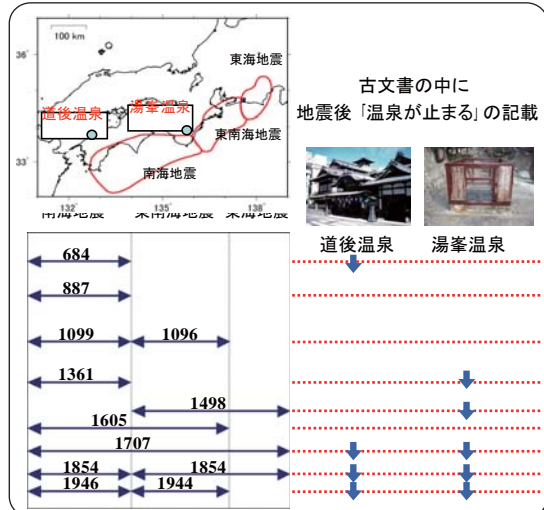 100 km
36°
33°
132°
135°
138°
東海地震
道後温泉
湯峯温泉
東南海地震
南海地震
古文書の中に
地震後「温泉が止まる」の記載
南海地震 東南海地震 東海地震
道後温泉 湯峯温泉
684
887
1099 1096
1361
1498
1605
1707
1854 1854
1946 1944